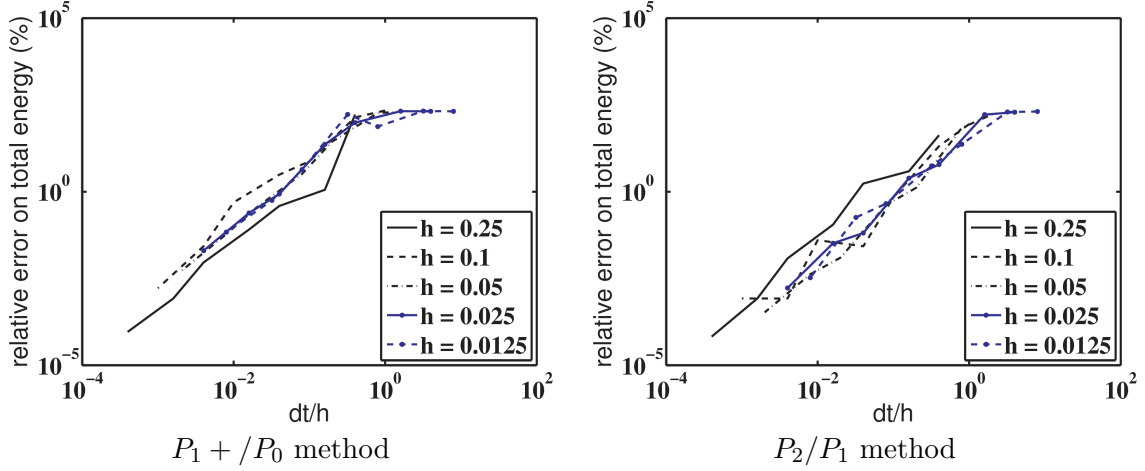 relative error on total energy (%)
10^5
10^0
10^-5
10^-4
10^-2
10^0
10^2
dt/h
h = 0.25
h = 0.1
h = 0.05
h = 0.025
h = 0.0125
P_1 + /P_0 method
relative error on total energy (%)
10^5
10^0
10^-5
10^-4
10^-2
10^0
10^2
dt/h
h = 0.25
h = 0.1
h = 0.05
h = 0.025
h = 0.0125
P_2/P_1 method